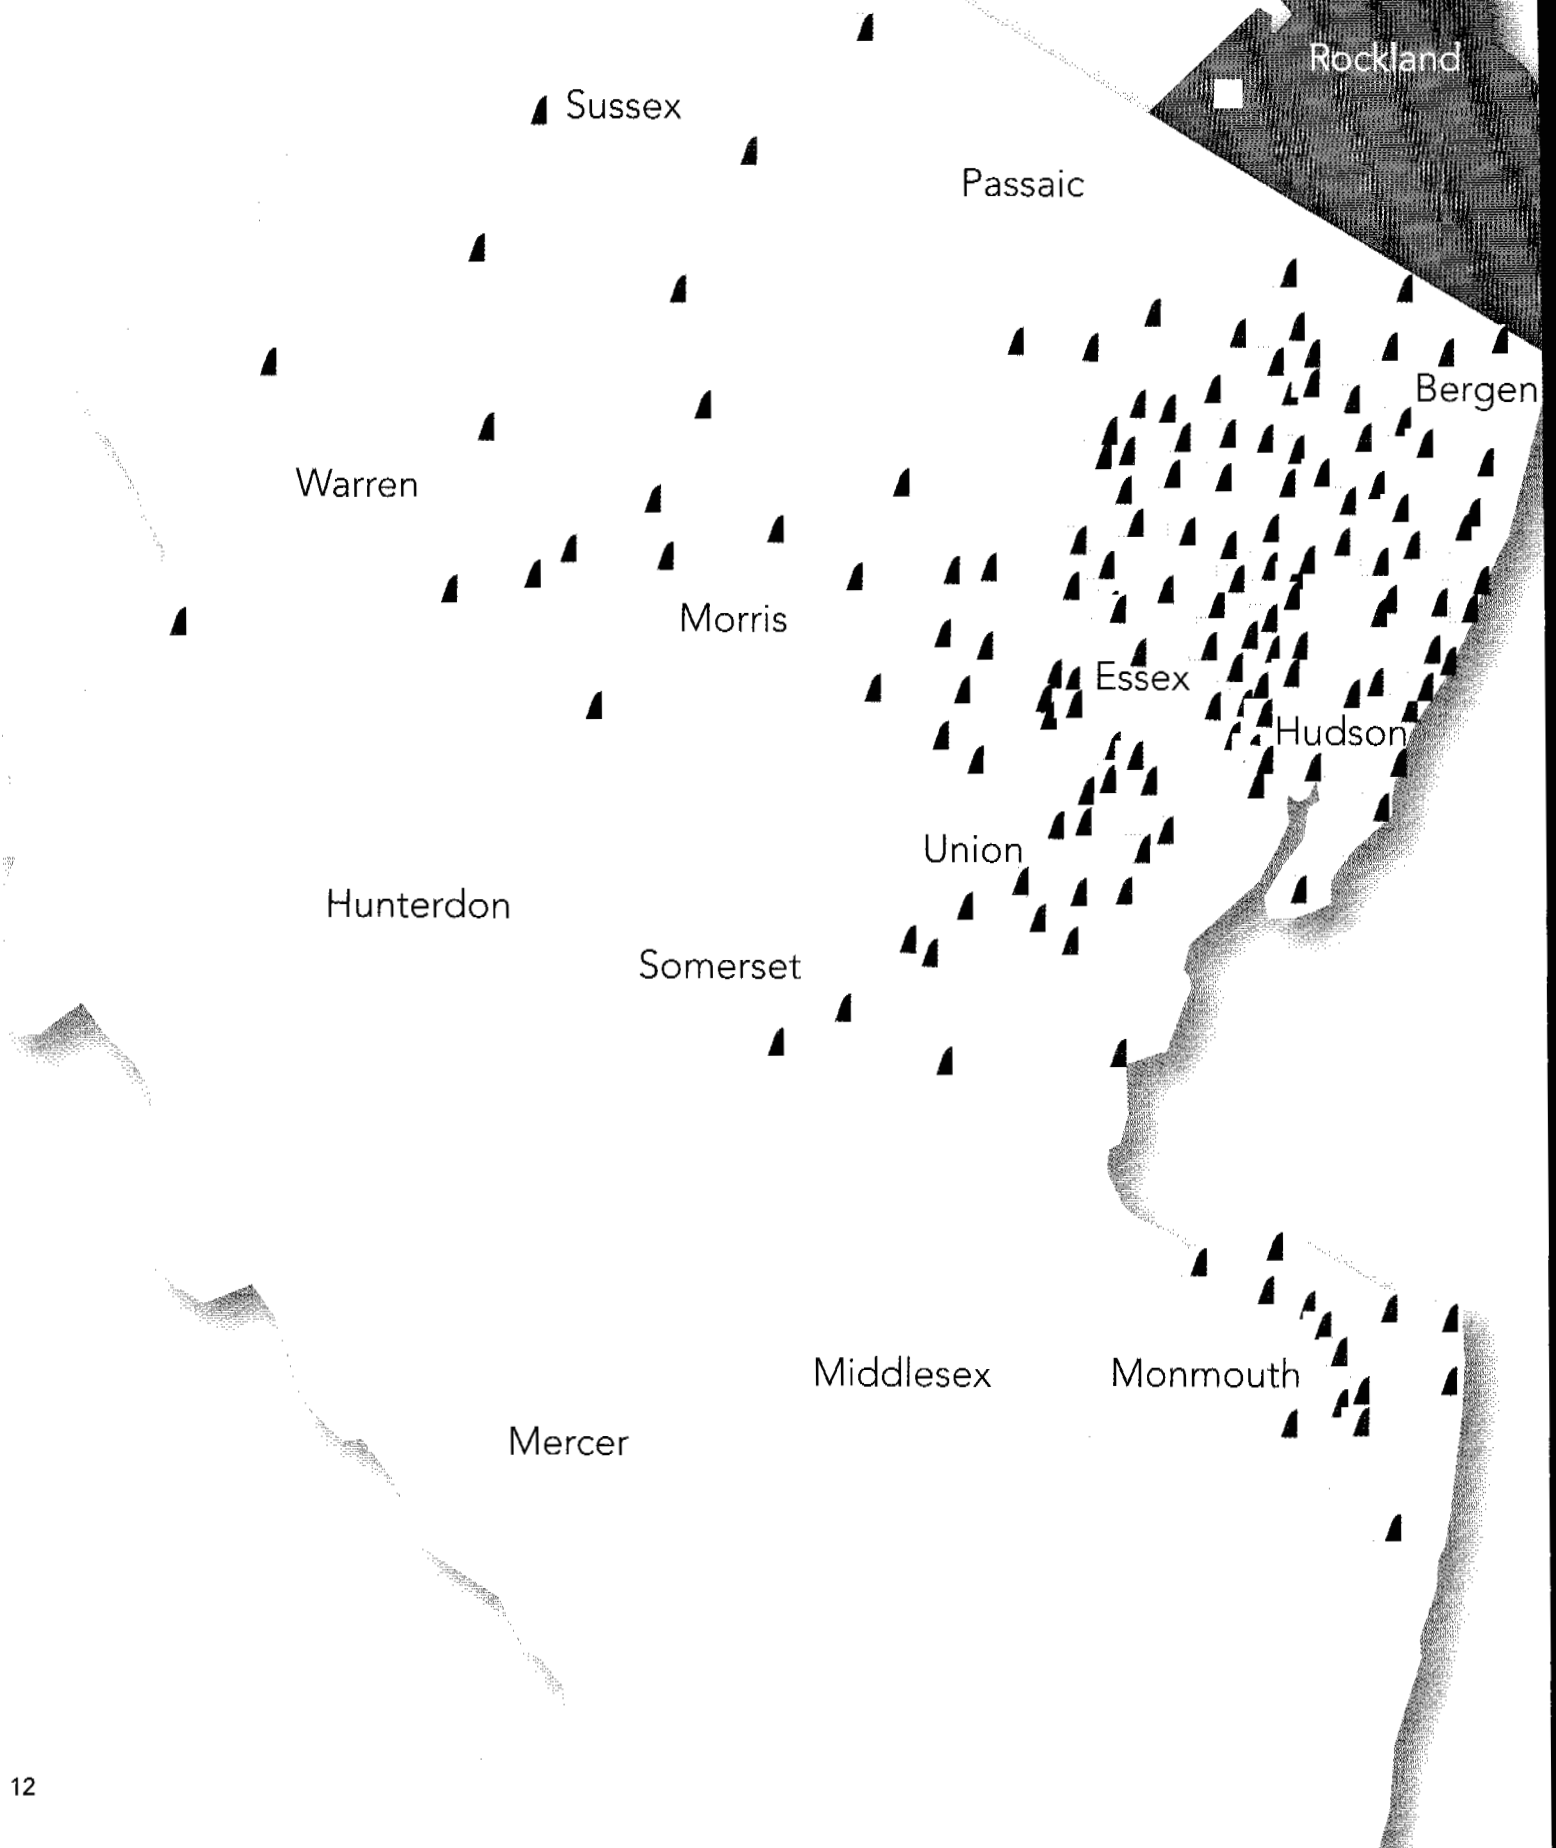 Rockland
Sussex
Passaic
Bergen
Warren
Morris
Essex
Hudson
Union
Hunterdon
Somerset
Middlesex
Monmouth
Mercer
12